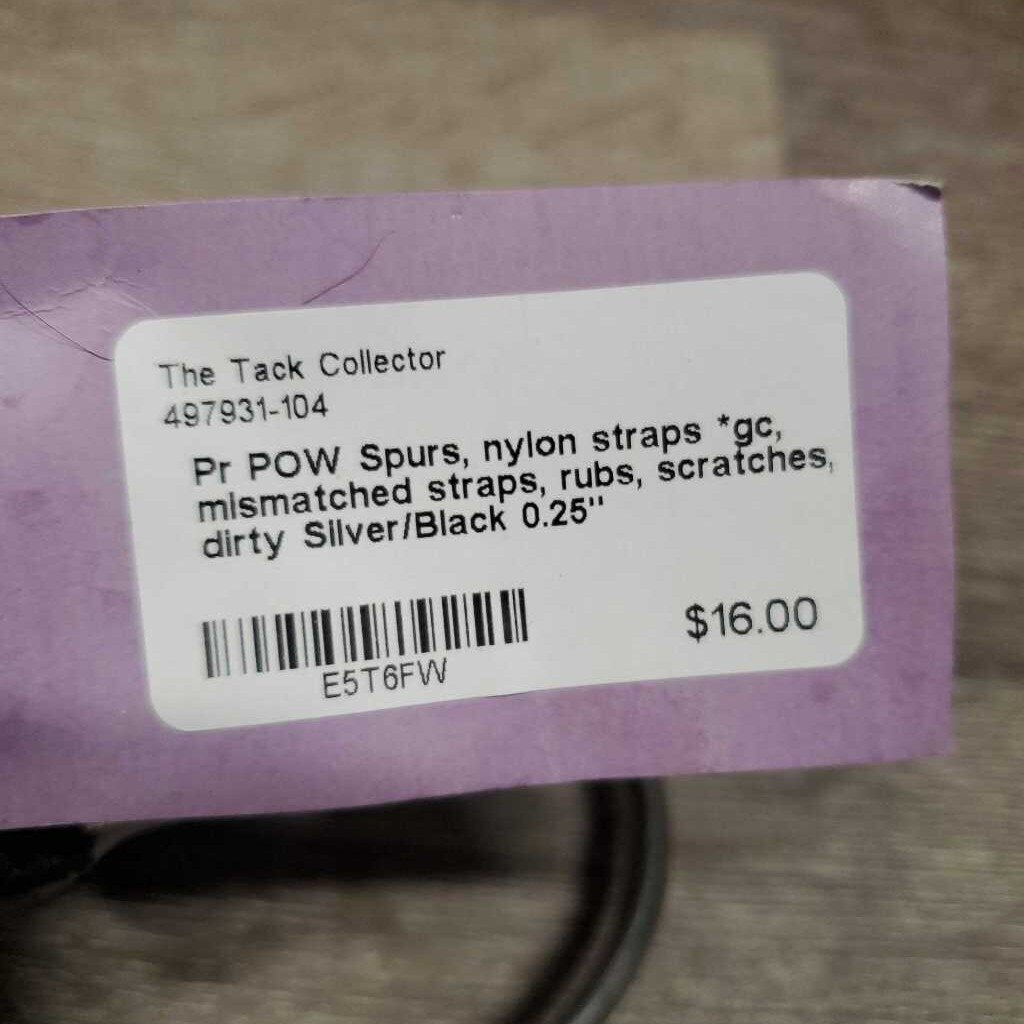 The Tack Collector
497931-104
Pr POW Spurs, nylon straps *gc,
mismatched straps, rubs, scratches,
dirty Silver/Black 0.25"
E5T6FW
$16.00